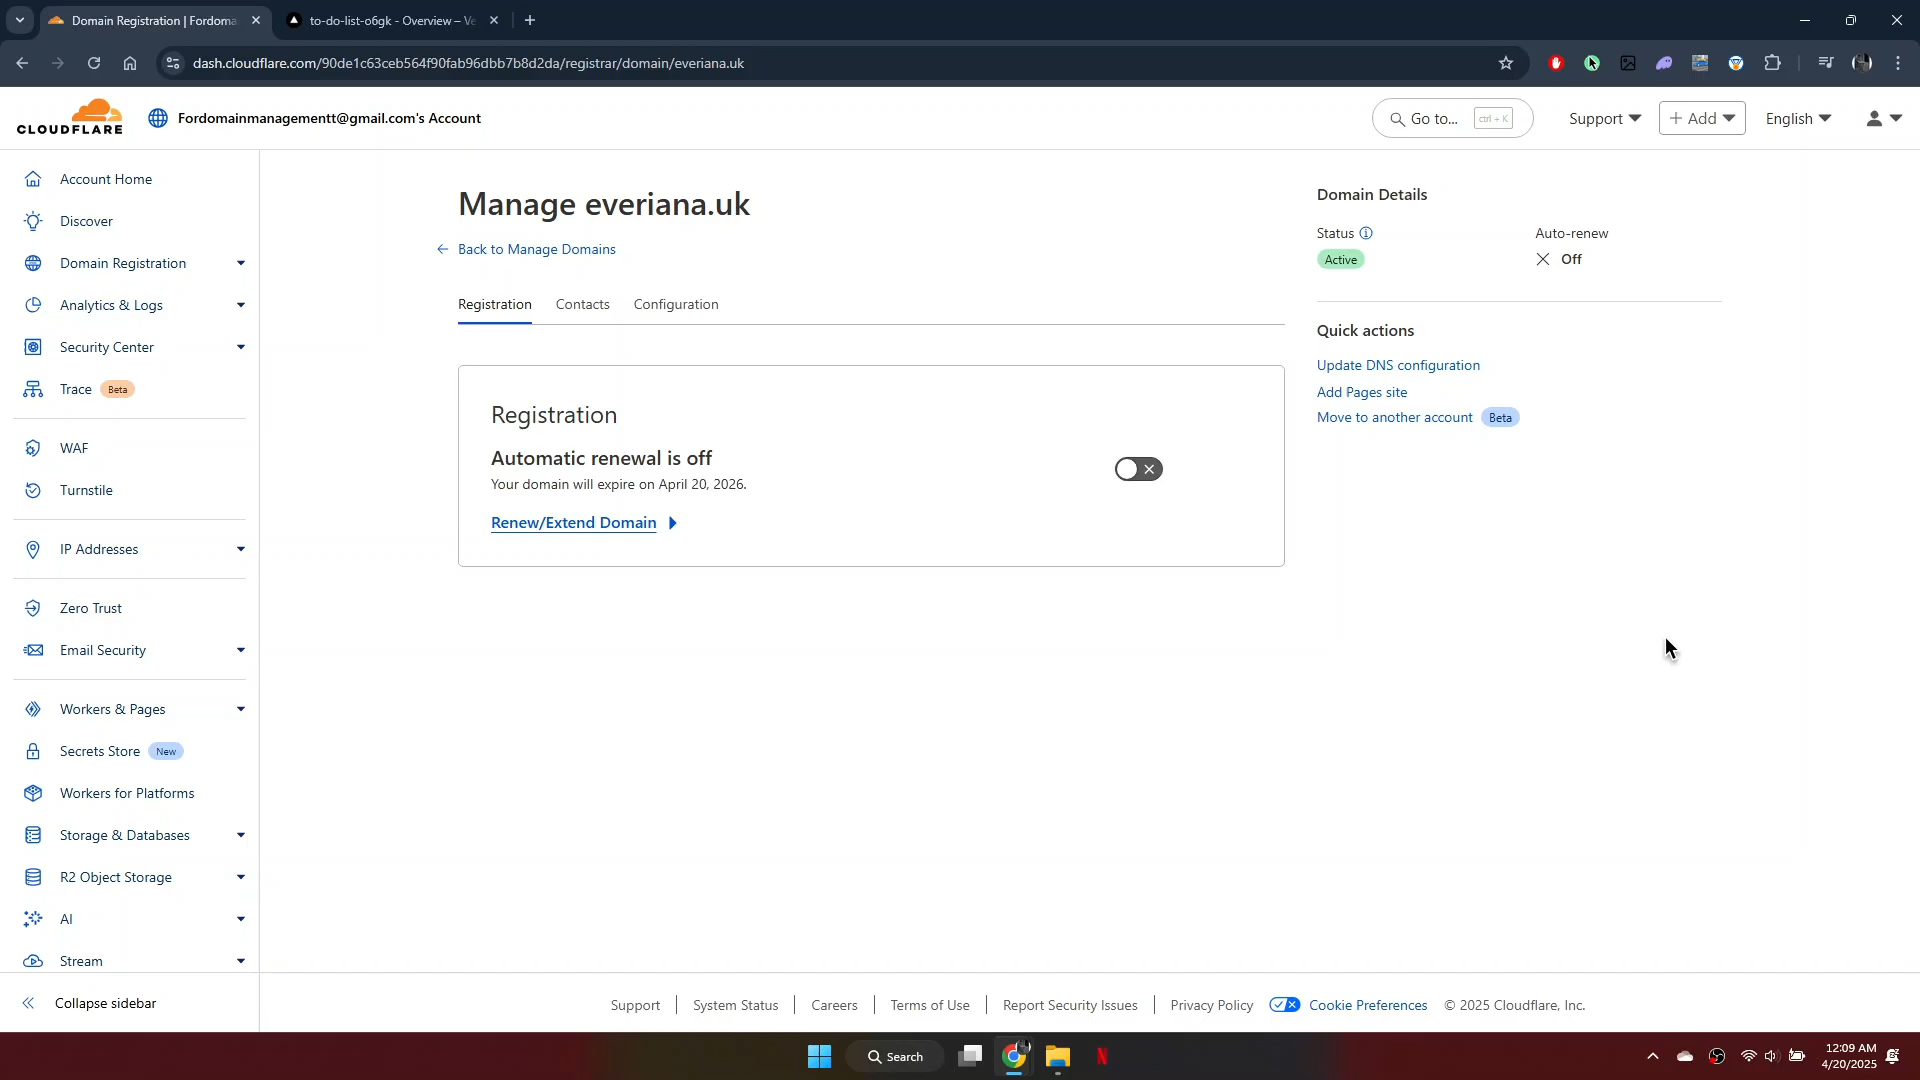 Domain Registration | Fordoma
to-do-list-o6gk - Overview – Ve
dash.cloudflare.com/90de1c63ceb564f90fab96dbb7b8d2da/registrar/domain/everiana.uk
CLOUDFLARE
Fordomainmanagementt@gmail.com's Account
Go to...
ctrl + K
Support
+ Add
English
Account Home
Discover
Domain Registration
Analytics & Logs
Security Center
Trace Beta
WAF
Turnstile
IP Addresses
Zero Trust
Email Security
Workers & Pages
Secrets Store New
Workers for Platforms
Storage & Databases
R2 Object Storage
AI
Stream
Collapse sidebar
Manage everiana.uk
Back to Manage Domains
Registration Contacts Configuration
Registration
Automatic renewal is off
Your domain will expire on April 20, 2026.
Renew/Extend Domain
Domain Details
Status
Active
Auto-renew
Off
Quick actions
Update DNS configuration
Add Pages site
Move to another account Beta
Support System Status Careers Terms of Use Report Security Issues Privacy Policy Cookie Preferences © 2025 Cloudflare, Inc.
Search
12:09 AM
4/20/2025